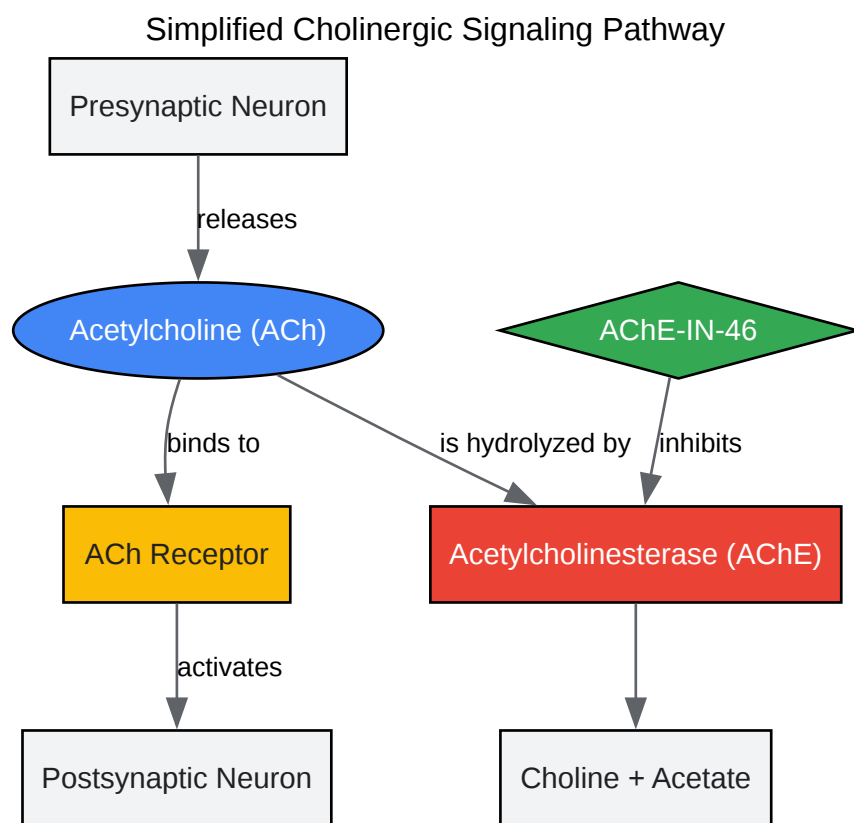 Simplified Cholinergic Signaling Pathway
Presynaptic Neuron
releases
Acetylcholine (ACh)
AChE-IN-46
binds to
is hydrolyzed by
inhibits
ACh Receptor
Acetylcholinesterase (AChE)
activates
Postsynaptic Neuron
Choline + Acetate